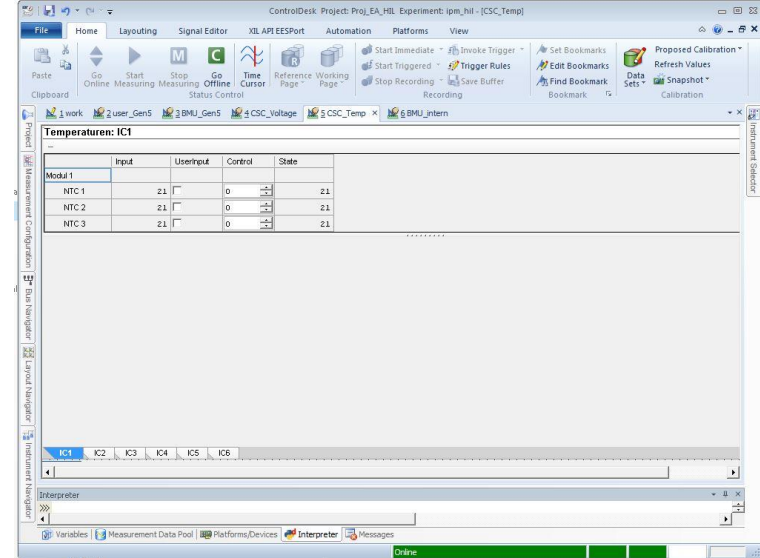 ControlDesk Project: Proj_EA_HIL Experiment: ipm_hil - [CSC_Temp]
File Home Layouting Signal Editor XIL API EESPort Automation Platforms View
Paste
Clipboard
Go Online
Start Measuring
Stop Measuring
Go Offline
Status Control
Time Cursor
Reference Page
Working Page
Start Immediate Invoke Trigger
Start Triggered Trigger Rules
Stop Recording Save Buffer
Recording
Set Bookmarks
Edit Bookmarks
Find Bookmark
Bookmark
Data Sets
Proposed Calibration
Refresh Values
Snapshot
Calibration
1 work 2 user_Gen5 3 BMU_Gen5 4 CSC_Voltage 5 CSC_Temp × 6 BMU_intern
Project
Measurement Configuration
Bus Navigator
Layout Navigator
Instrument Navigator
Instrument Selector
Temperaturen: IC1
...
Input UserInput Control State
Modul 1
NTC 1 21 0 21
NTC 2 21 0 21
NTC 3 21 0 21
IC1 IC2 IC3 IC4 IC5 IC6
Interpreter
>>>
Variables Measurement Data Pool Platforms/Devices Interpreter Messages
Online